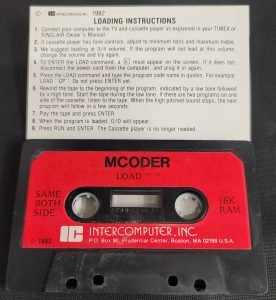 IC INTERCOMPUTER INC 1982
LOADING INSTRUCTIONS
1. Connect your computer to the TV and cassette player as explained in your TIMEX or
SINCLAIR Owner's Manual.
2. If cassette player has tone controls, adjust to minimum bass and maximum treble.
3. We suggest loading at 3/4 volume. If the program will not load at this volume,
change the volume and try again.
4. To ENTER the LOAD command, a K must appear on the screen. If it does not,
disconnect the power cord from the computer, and plug it in again
5. Press the LOAD command and type program code name in quotes. For example:
LOAD "GP". Do not press ENTER yet
6. Rewind the tape to the beginning of the program, indicated by a low tone followed
by a high tone. Start the tape during the low tone. If there are two programs on one
side of the cassette, listen to the tape. When the high pitched sound stops, the next
program will follow in a few seconds.
7. Play the tape and press ENTER.
8. When the program is loaded, 0/0 will appear.
9. Press RUN and ENTER. The Cassette player is no longer needed
MCODER
LOAD " "
SAME
BOTH
SIDE
16K
RAM
© 1982
IC INTERCOMPUTER, INC.
P.O. Box 90, Prudential Center, Boston, MA 02199 U.S.A.